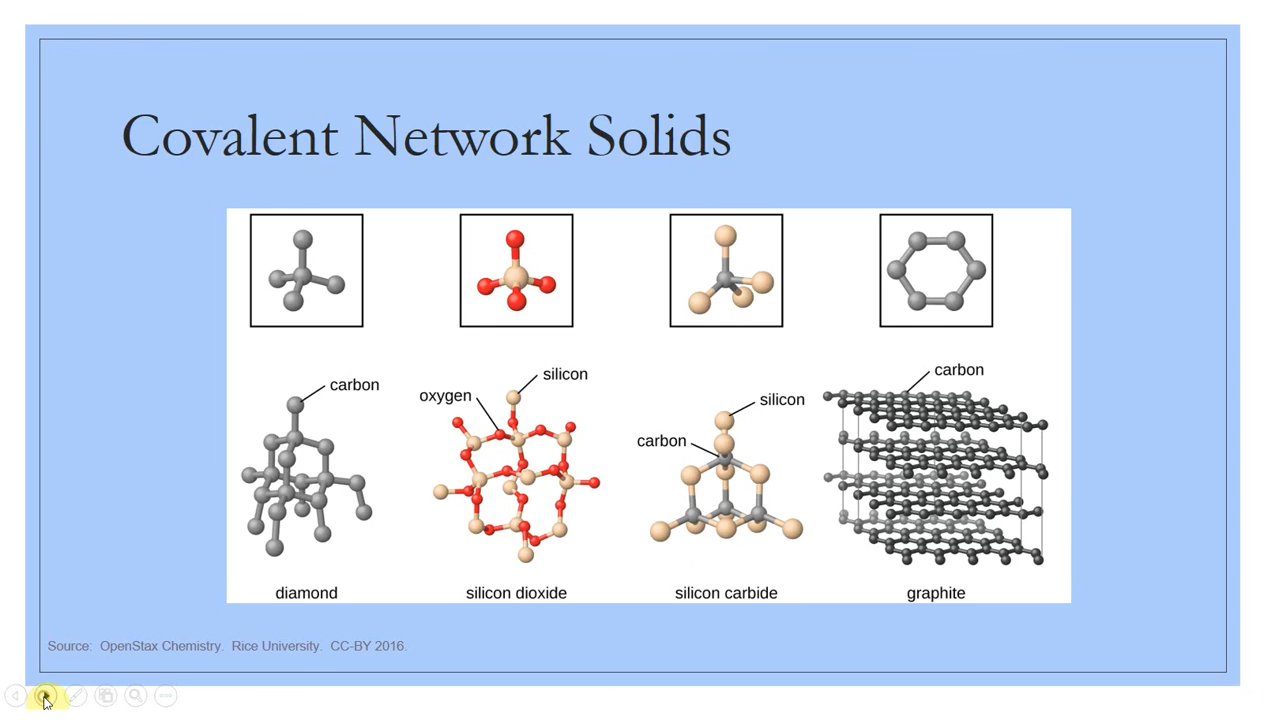 Covalent Network Solids
carbon
silicon
oxygen
silicon
carbon
carbon
diamond
silicon dioxide
silicon carbide
graphite
Source: OpenStax Chemistry. Rice University. CC-BY 2016.